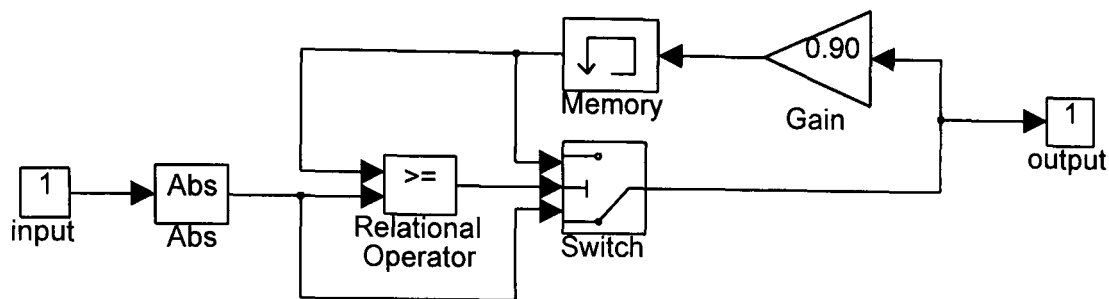 0.90
Memory
Gain
1
output
1
input
Abs
Abs
>=
Relational
Operator
Switch